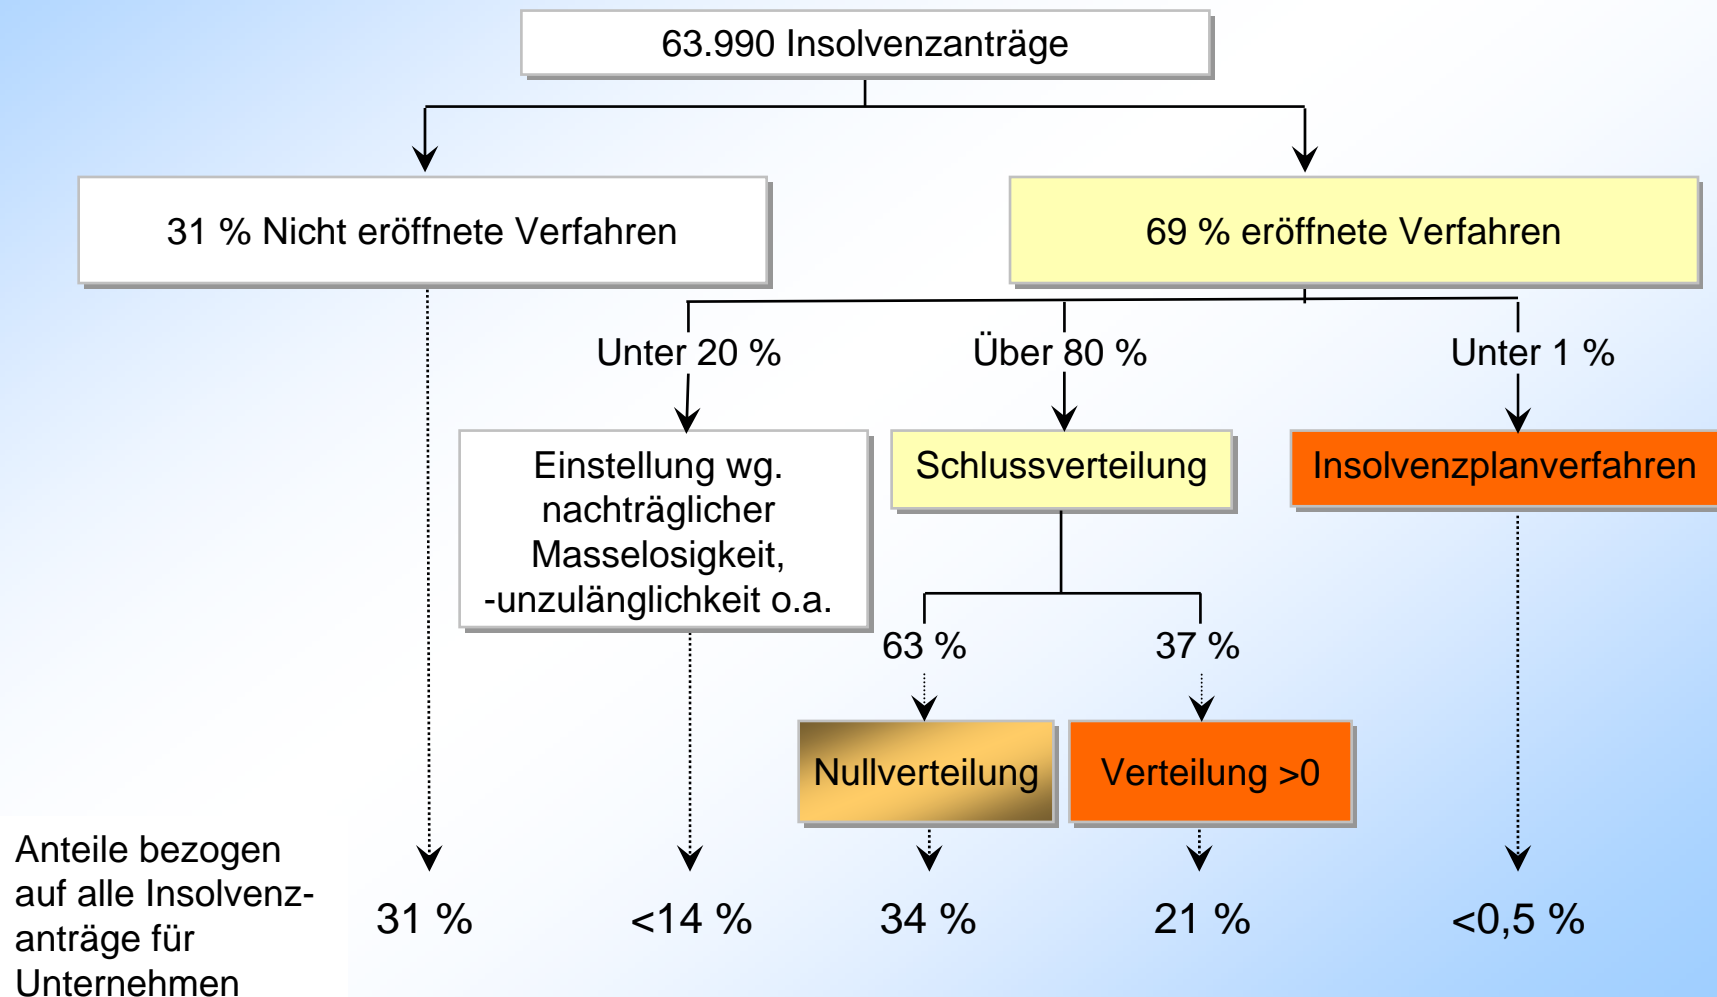 63.990 Insolvenzanträge
31 % Nicht eröffnete Verfahren
69 % eröffnete Verfahren
Unter 20 %
Über 80 %
Unter 1 %
Einstellung wg.
nachträglicher
Masselosigkeit,
-unzulänglichkeit o.a.
Schlussverteilung
Insolvenzplanverfahren
63 %
37 %
Nullverteilung
Verteilung >0
Anteile bezogen
auf alle Insolvenz-
anträge für
Unternehmen
31 %
<14 %
34 %
21 %
<0,5 %